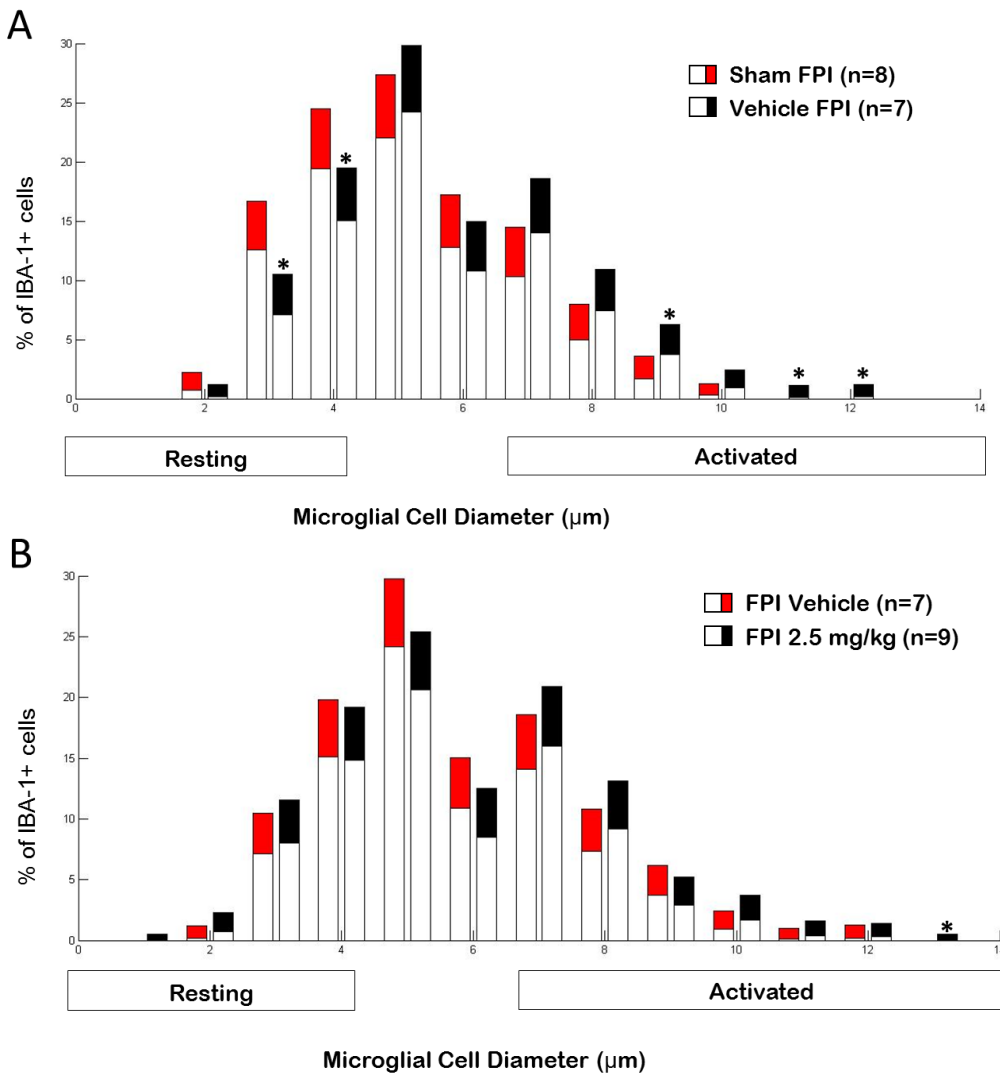 A
30
25
20
15
10
5
0
% of IBA-1+ cells
Sham FPI (n=8)
Vehicle FPI (n=7)
* * * * *
0 2 4 6 8 10 12 14
Resting Activated
Microglial Cell Diameter (µm)
B
30
25
20
15
10
5
0
% of IBA-1+ cells
FPI Vehicle (n=7)
FPI 2.5 mg/kg (n=9)
*
0 2 4 6 8 10 12 14
Resting Activated
Microglial Cell Diameter (µm)